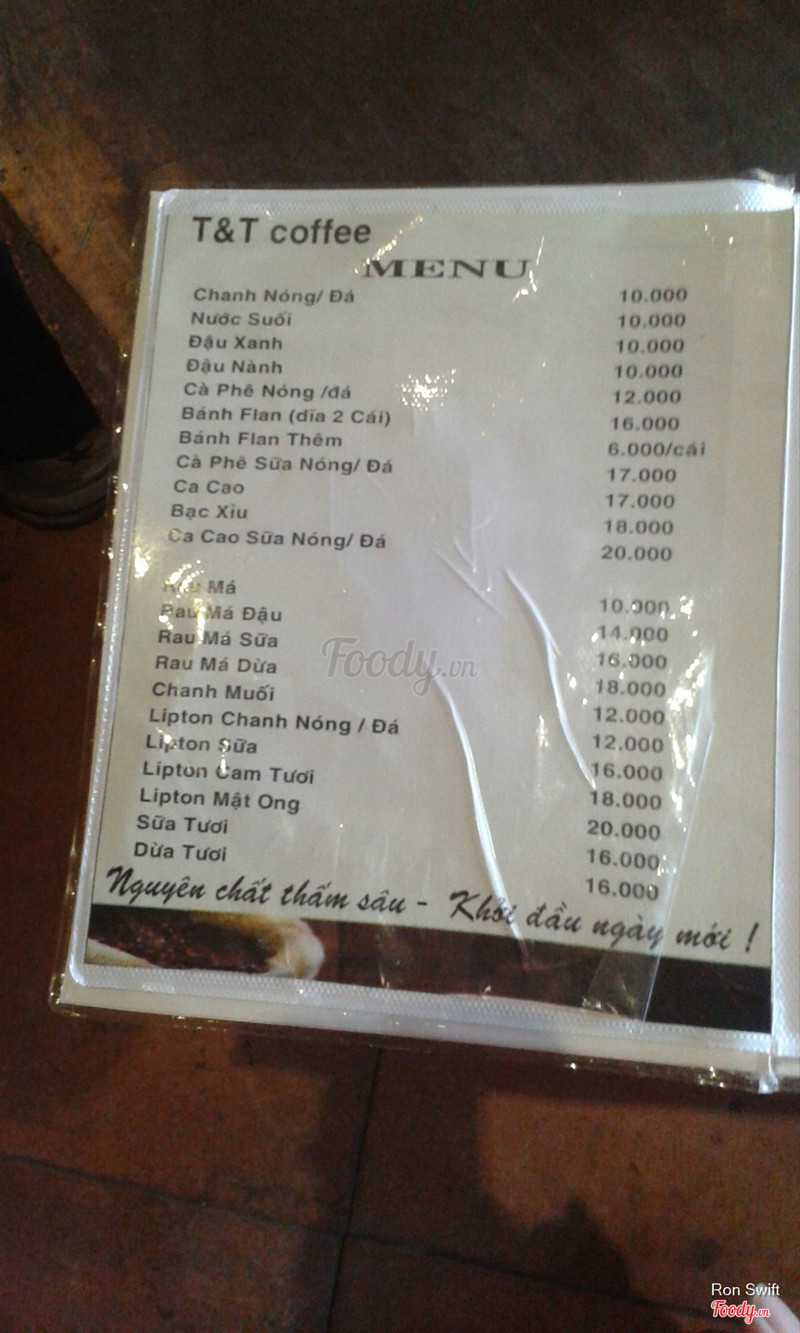 T&T coffee
MENU
Chanh Nóng/ Đá 10.000
Nước Suối 10.000
Đậu Xanh 10.000
Đậu Nành 10.000
Cà Phê Nóng /đá 12.000
Bánh Flan (dĩa 2 Cái) 16.000
Bánh Flan Thêm 6.000/cái
Cà Phê Sữa Nóng/ Đá 17.000
Ca Cao 17.000
Bạc Xỉu 18.000
Ca Cao Sữa Nóng/ Đá 20.000
Rau Má 10.000
Rau Má Đậu 14.000
Rau Má Sữa 16.000
Rau Má Dừa 18.000
Chanh Muối 12.000
Lipton Chanh Nóng / Đá 12.000
Lipton Sữa 16.000
Lipton Cam Tươi 18.000
Lipton Mật Ong 20.000
Sữa Tươi 16.000
Dừa Tươi 16.000
Nguyên chất thấm sâu - Khởi đầu ngày mới !
Foody.vn
Ron Swift
Foody.vn